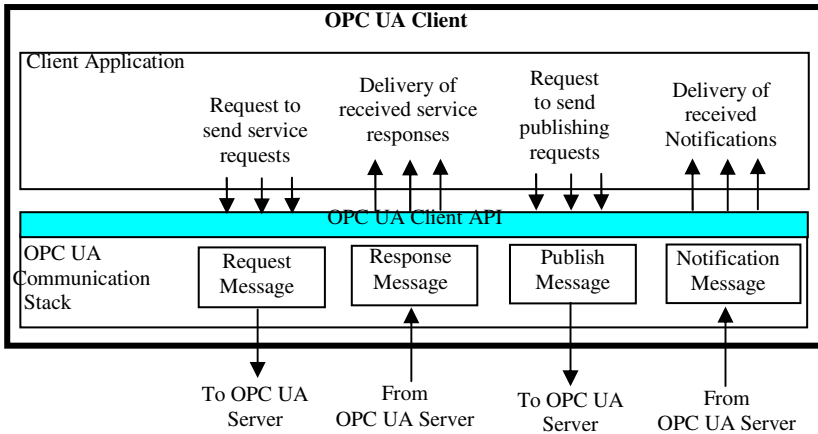 OPC UA Client
Client Application
Request to
send service
requests
Delivery of
received service
responses
Request
to send
publishing
requests
Delivery of
received
Notifications
OPC UA Client API
OPC UA
Communication
Stack
Request
Message
Response
Message
Publish
Message
Notification
Message
To OPC UA
Server
From
OPC UA Server
To OPC UA
Server
From
OPC UA Server